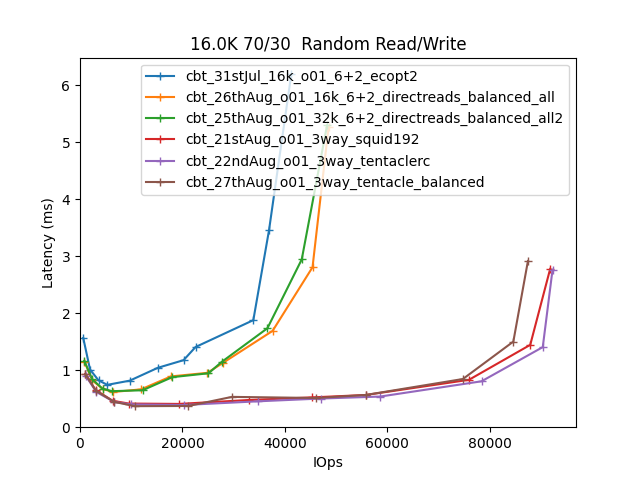 16.0K 70/30  Random Read/Write
cbt_31stJul_16k_o01_6+2_ecopt2
cbt_26thAug_o01_16k_6+2_directreads_balanced_all
cbt_25thAug_o01_32k_6+2_directreads_balanced_all2
cbt_21stAug_o01_3way_squid192
cbt_22ndAug_o01_3way_tentaclerc
cbt_27thAug_o01_3way_tentacle_balanced
Latency (ms)
6
5
4
3
2
1
0
0 20000 40000 60000 80000
IOps